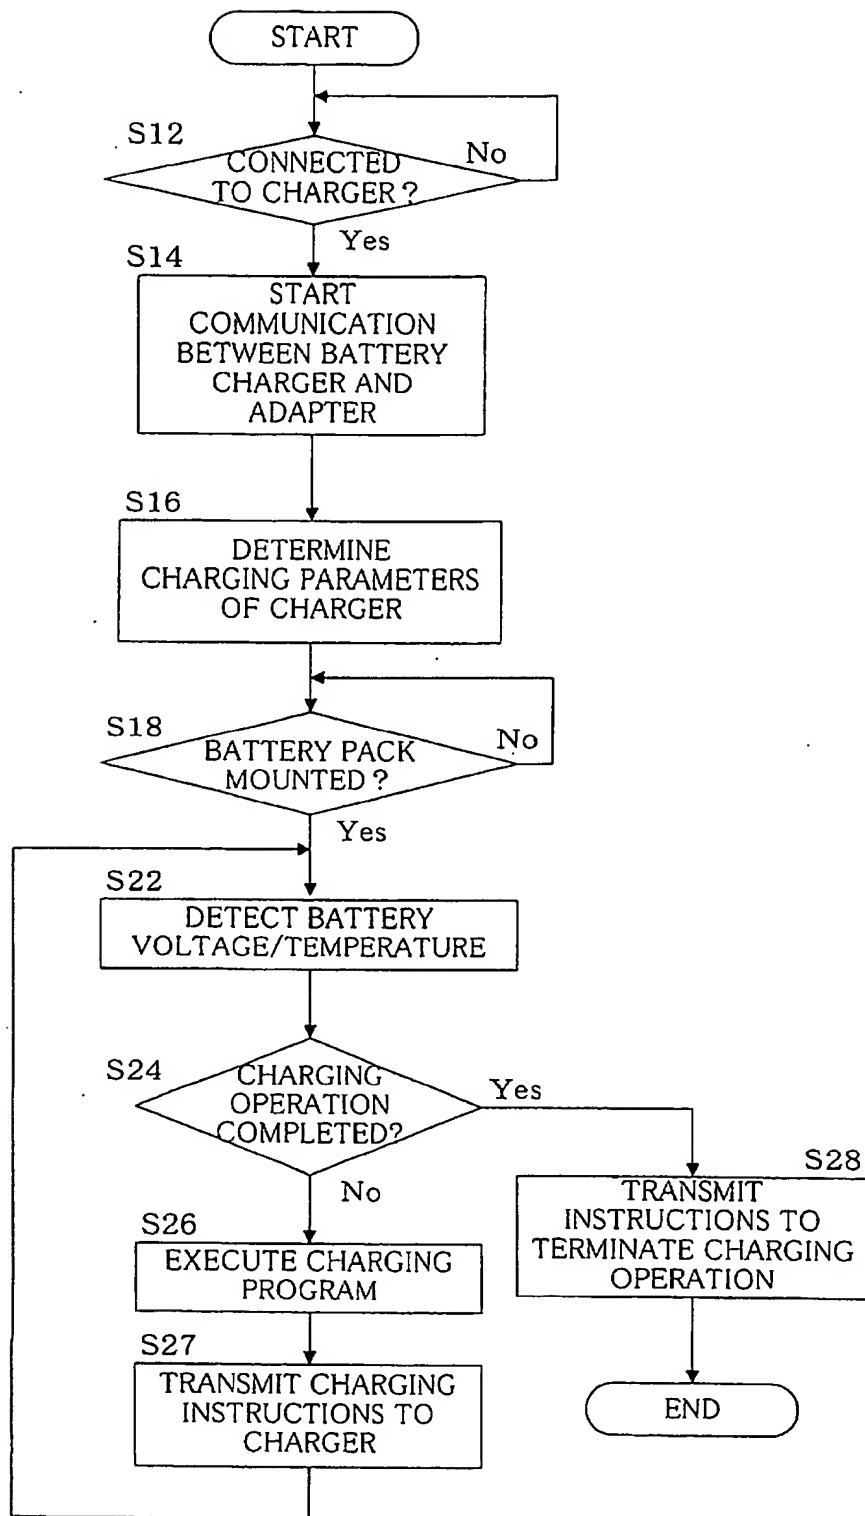 START
S12
CONNECTED
TO CHARGER?
No
Yes
S14
START
COMMUNICATION
BETWEEN BATTERY
CHARGER AND
ADAPTER
S16
DETERMINE
CHARGING PARAMETERS
OF CHARGER
S18
BATTERY PACK
MOUNTED?
No
Yes
S22
DETECT BATTERY
VOLTAGE/TEMPERATURE
S24
CHARGING
OPERATION
COMPLETED?
Yes
No
S28
TRANSMIT
INSTRUCTIONS TO
TERMINATE CHARGING
OPERATION
S26
EXECUTE CHARGING
PROGRAM
S27
TRANSMIT CHARGING
INSTRUCTIONS TO
CHARGER
END